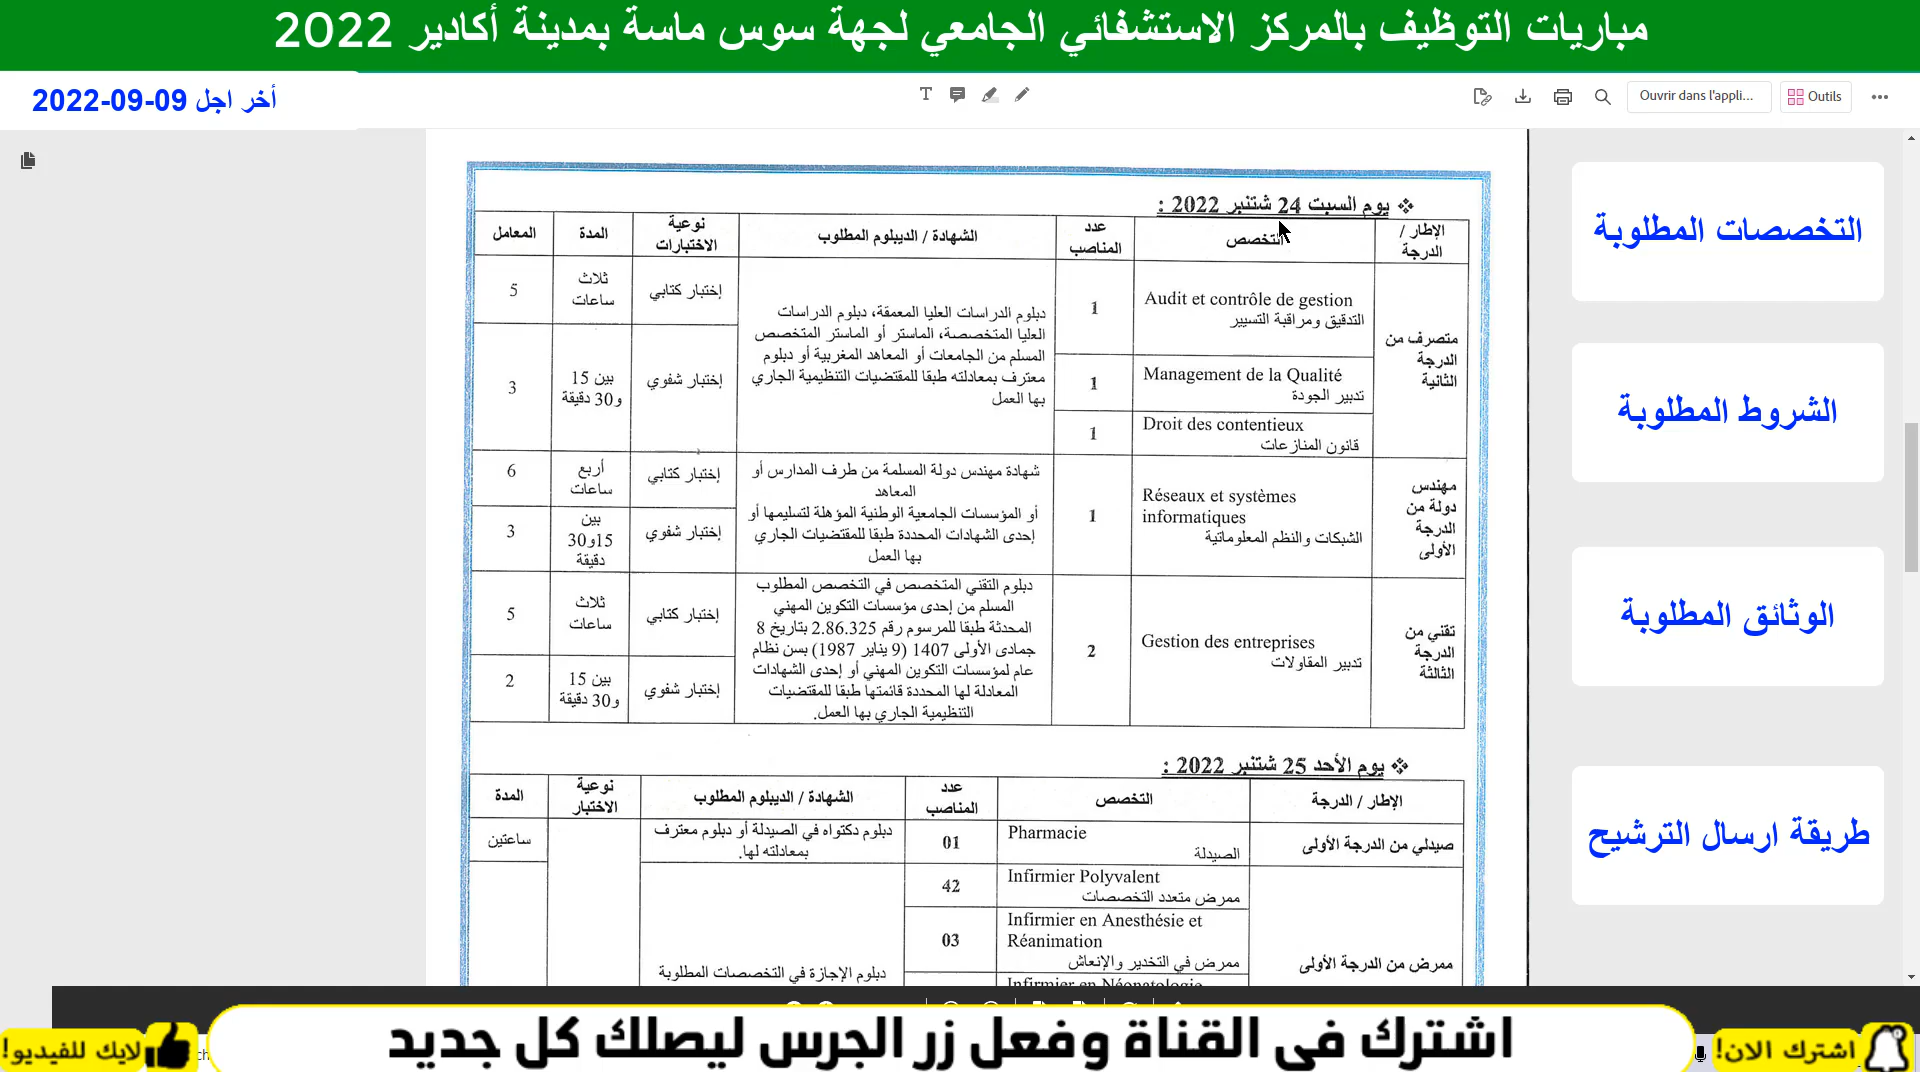 مباريات التوظيف بالمركز الاستشفائي الجامعي لجهة سوس ماسة بمدينة أكادير 2022
أخر اجل 09-09-2022
Ouvrir dans l'appli...
Outils
❖ يوم السبت 24 شتنبر 2022 :
الإطار / الدرجة
التخصص
عدد المناصب
الشهادة / الديبلوم المطلوب
نوعية الاختبارات
المدة
المعامل
متصرف من
الدرجة
الثانية
Audit et contrôle de gestion
التدقيق ومراقبة التسيير
1
Management de la Qualité
تدبير الجودة
1
Droit des contentieux
قانون المنازعات
1
دبلوم الدراسات العليا المعمقة، دبلوم الدراسات
العليا المتخصصة، الماستر أو الماستر المتخصص
المسلم من الجامعات أو المعاهد المغربية أو دبلوم
معترف بمعادلته طبقا للمقتضيات التنظيمية الجاري
بها العمل
إختبار كتابي
ثلاث
ساعات
5
إختبار شفوي
بين 15
و30 دقيقة
3
مهندس
دولة من
الدرجة
الأولى
Réseaux et systèmes
informatiques
الشبكات والنظم المعلوماتية
1
شهادة مهندس دولة المسلمة من طرف المدارس أو
المعاهد
أو المؤسسات الجامعية الوطنية المؤهلة لتسليمها أو
إحدى الشهادات المحددة طبقا للمقتضيات الجاري
بها العمل
إختبار كتابي
أربع
ساعات
6
إختبار شفوي
بين
15و30
دقيقة
3
تقني من
الدرجة
الثالثة
Gestion des entreprises
تدبير المقاولات
2
دبلوم التقني المتخصص في التخصص المطلوب
المسلم من إحدى مؤسسات التكوين المهني
المحدثة طبقا للمرسوم رقم 2.86.325 بتاريخ 8
جمادى الأولى 1407 (9 يناير 1987) بسن نظام
عام لمؤسسات التكوين المهني أو إحدى الشهادات
المعادلة لها المحددة قائمتها طبقا للمقتضيات
التنظيمية الجاري بها العمل.
إختبار كتابي
ثلاث
ساعات
5
إختبار شفوي
بين 15
و30 دقيقة
2
❖ يوم الأحد 25 شتنبر 2022 :
الإطار / الدرجة
التخصص
عدد المناصب
الشهادة / الديبلوم المطلوب
نوعية الاختبار
المدة
صيدلي من الدرجة الأولى
Pharmacie
الصيدلة
01
دبلوم دكتواه في الصيدلة أو دبلوم معترف
بمعادلته لها.
ساعتين
ممرض من الدرجة الأولى
Infirmier Polyvalent
ممرض متعدد التخصصات
42
Infirmier en Anesthésie et
Réanimation
ممرض في التخدير والإنعاش
03
Infirmier en Néonatologie
دبلوم الإجازة في التخصصات المطلوبة
التخصصات المطلوبة
الشروط المطلوبة
الوثائق المطلوبة
طريقة ارسال الترشيح
اشترك فى القناة وفعل زر الجرس ليصلك كل جديد
لايك للفيديو!
اشترك الان!